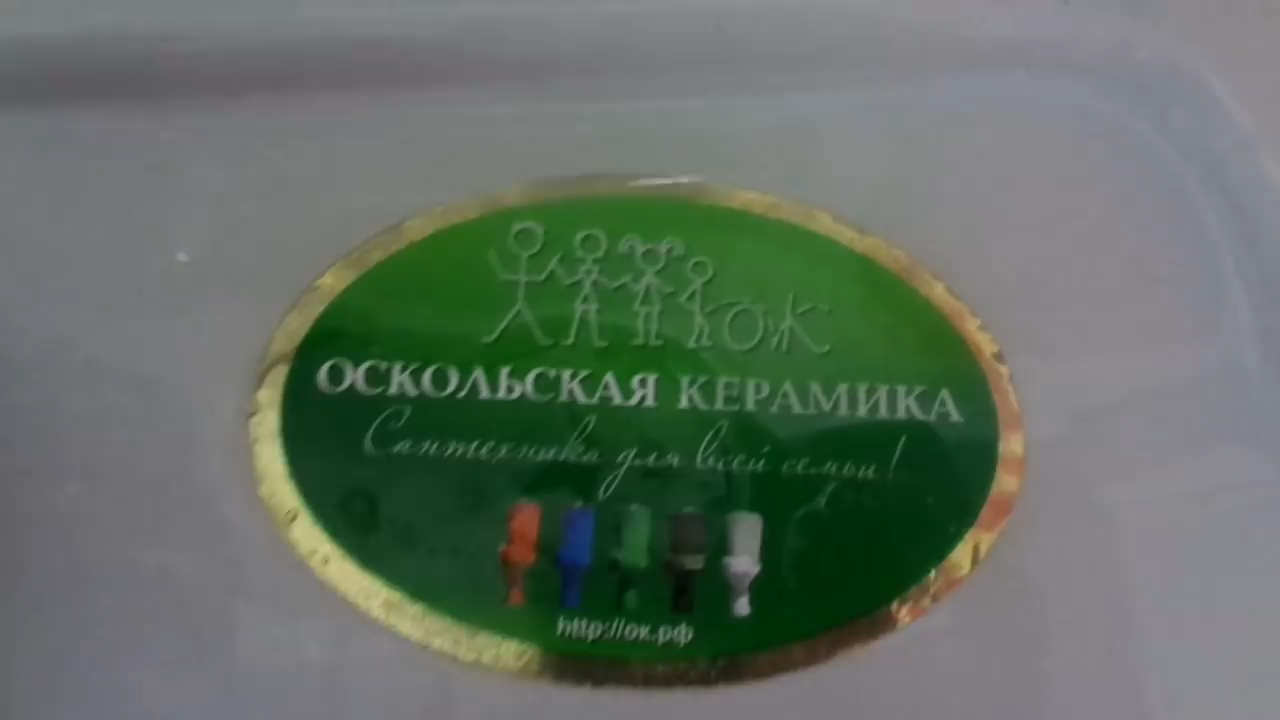 ОК
ОСКОЛЬСКАЯ КЕРАМИКА
Сантехника для всей семьи!
http://ок.рф